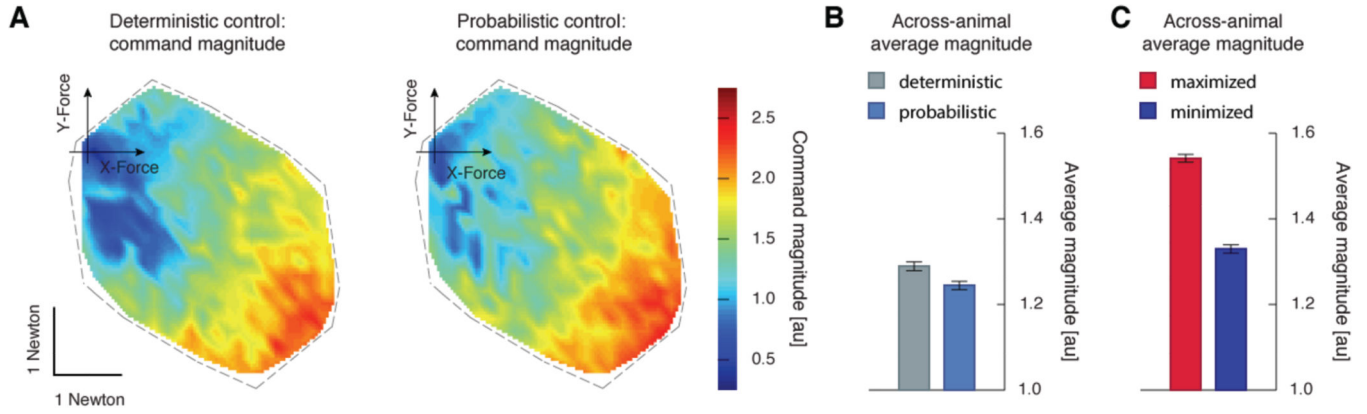 A
Deterministic control:
command magnitude
Probabilistic control:
command magnitude
Y-Force
X-Force
Y-Force
X-Force
1 Newton
1 Newton
2.5
2.0
1.5
1.0
0.5
Command magnitude [au]
B
Across-animal
average magnitude
deterministic
probabilistic
1.6
1.4
1.2
1.0
Average magnitude [au]
C
Across-animal
average magnitude
maximized
minimized
1.6
1.4
1.2
1.0
Average magnitude [au]